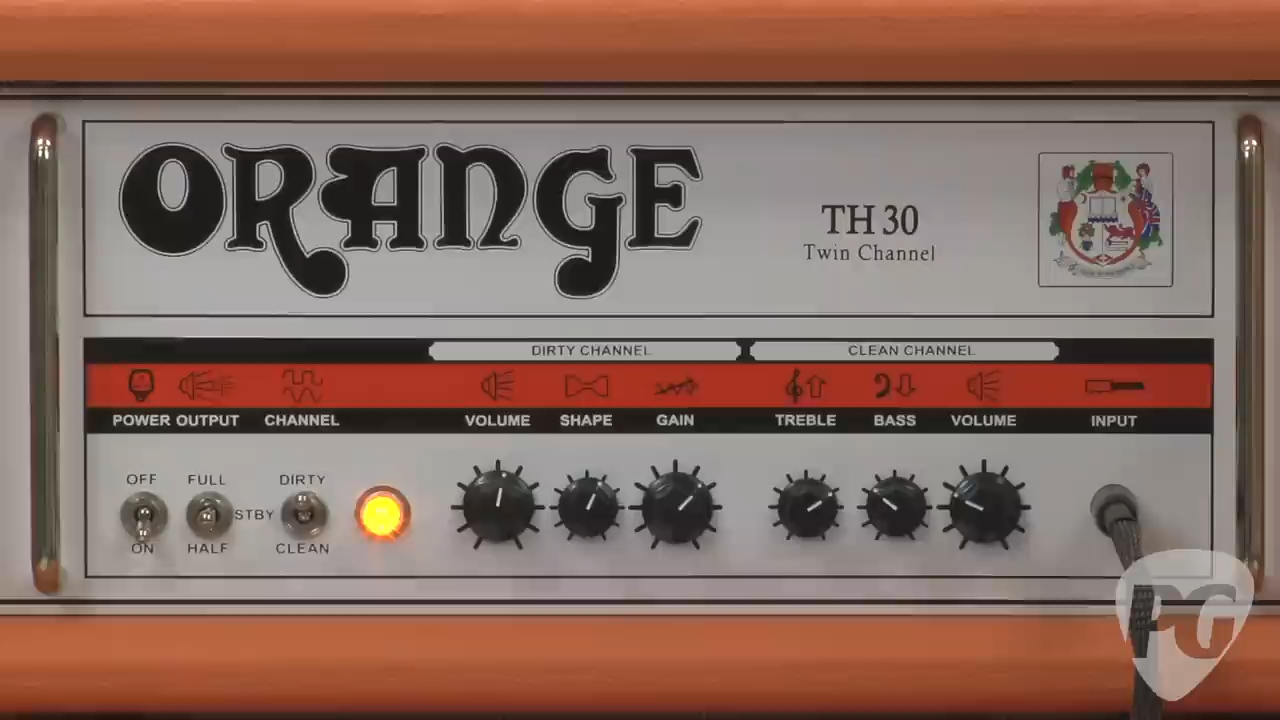 ORANGE
TH 30
Twin Channel
DIRTY CHANNEL CLEAN CHANNEL
POWER OUTPUT CHANNEL VOLUME SHAPE GAIN TREBLE BASS VOLUME INPUT
OFF FULL DIRTY
STBY
ON HALF CLEAN
PG